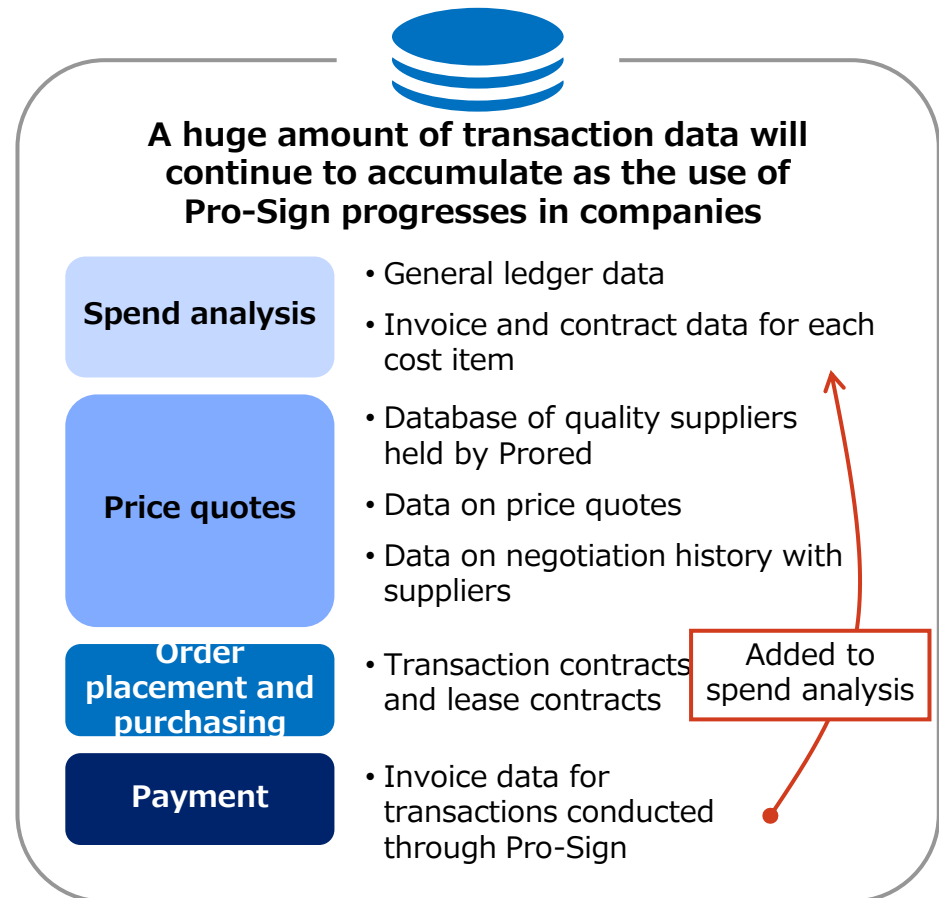 A huge amount of transaction data will
continue to accumulate as the use of
Pro-Sign progresses in companies
Spend analysis
• General ledger data
• Invoice and contract data for each
cost item
Price quotes
• Database of quality suppliers
held by Prored
• Data on price quotes
• Data on negotiation history with
suppliers
Order
placement and
purchasing
• Transaction contracts
and lease contracts
Added to
spend analysis
Payment
• Invoice data for
transactions conducted
through Pro-Sign